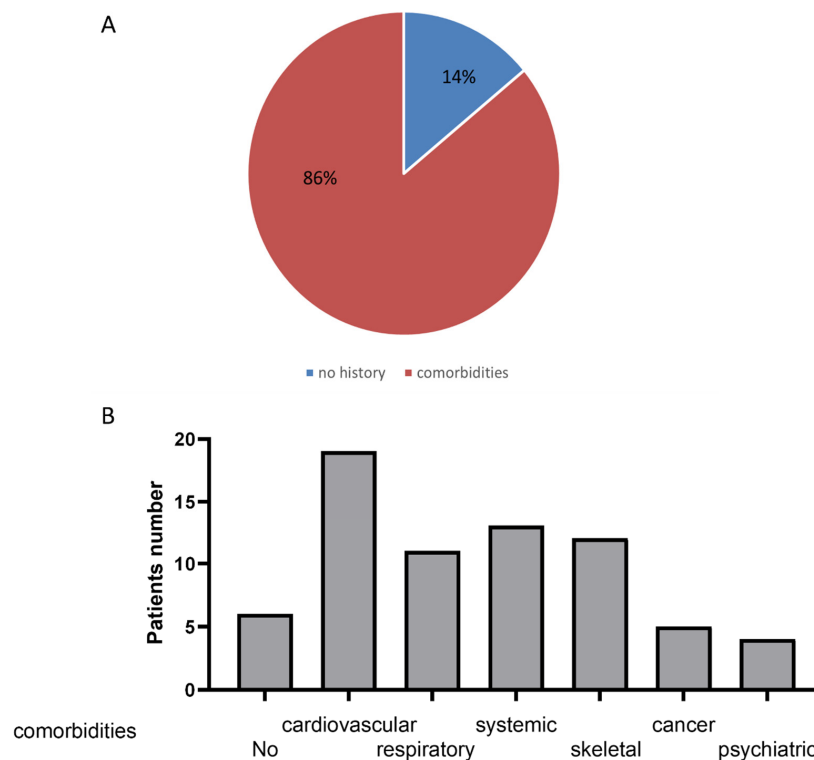 A
14%
86%
no history comorbidities
B
20
15
10
5
0
Patients number
comorbidities
cardiovascular systemic cancer
No respiratory skeletal psychiatric